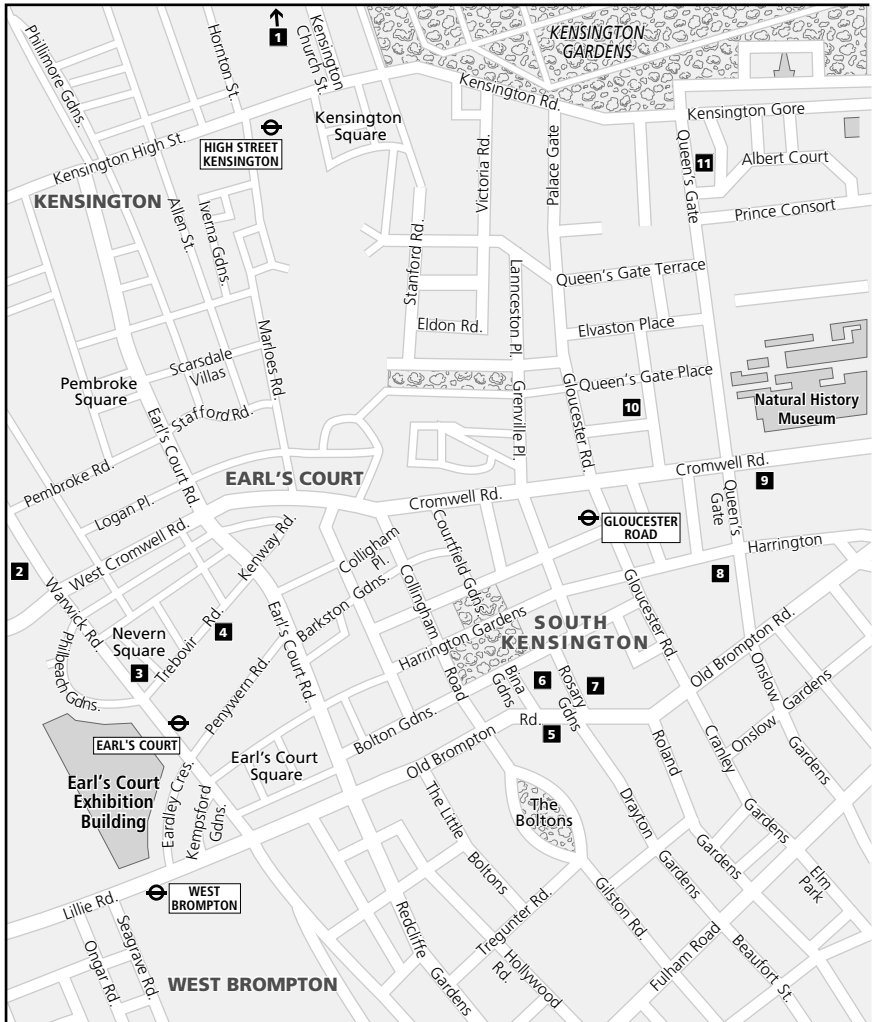 Phillimore Gdns.
Hornton St.
1
Kensington
Church St.
KENSINGTON
GARDENS
Kensington Rd.
Kensington Gore
Kensington
Square
HIGH STREET
KENSINGTON
Kensington High St.
KENSINGTON
Allen St.
Iverna Gdns.
Stanford Rd.
Victoria Rd.
Palace Gate
Queen's Gate
11
Albert Court
Prince Consort
Queen's Gate Terrace
Lannceston Pl.
Eldon Rd.
Elvaston Place
Marloes Rd.
Scarsdale
Villas
Pembroke
Square
Stafford Rd.
Earl's Court Rd.
Queen's Gate Place
Grenville Pl.
Gloucester Rd.
10
Natural History
Museum
Pembroke Rd.
Logan Pl.
EARL'S COURT
Cromwell Rd.
Cromwell Rd.
9
Queen's
Gate
West Cromwell Rd.
Kenway Rd.
Collingham
Pl.
Courtfield Gdns.
GLOUCESTER
ROAD
Harrington
2
Warwick Rd.
Philbeach Gdns.
Nevern
Square
3
Trebovir Rd.
4
Earl's Court Rd.
Barkston Gdns.
Collingham
Road
Harrington Gardens
SOUTH
KENSINGTON
Gloucester Rd.
8
Old Brompton Rd.
Penywern Rd.
Bina
Gdns
6
Rosary
Gdns
7
Onslow
Gardens
Onslow Gardens
EARL'S COURT
Earl's Court
Square
Bolton Gdns.
Old Brompton
Rd.
5
Roland
Gardens
Cranley
Gardens
Earl's Court
Exhibition
Building
Eardley Cres.
Kempsford
Gdns.
The Little
Boltons
The
Boltons
Drayton
Gardens
Elm
Park
WEST
BROMPTON
Lillie Rd.
Seagrave Rd.
Ongar Rd.
WEST BROMPTON
Redcliffe
Gardens
Tregunter Rd.
Hollywood
Rd.
Gilston Rd.
Fulham Road
Beaufort St.